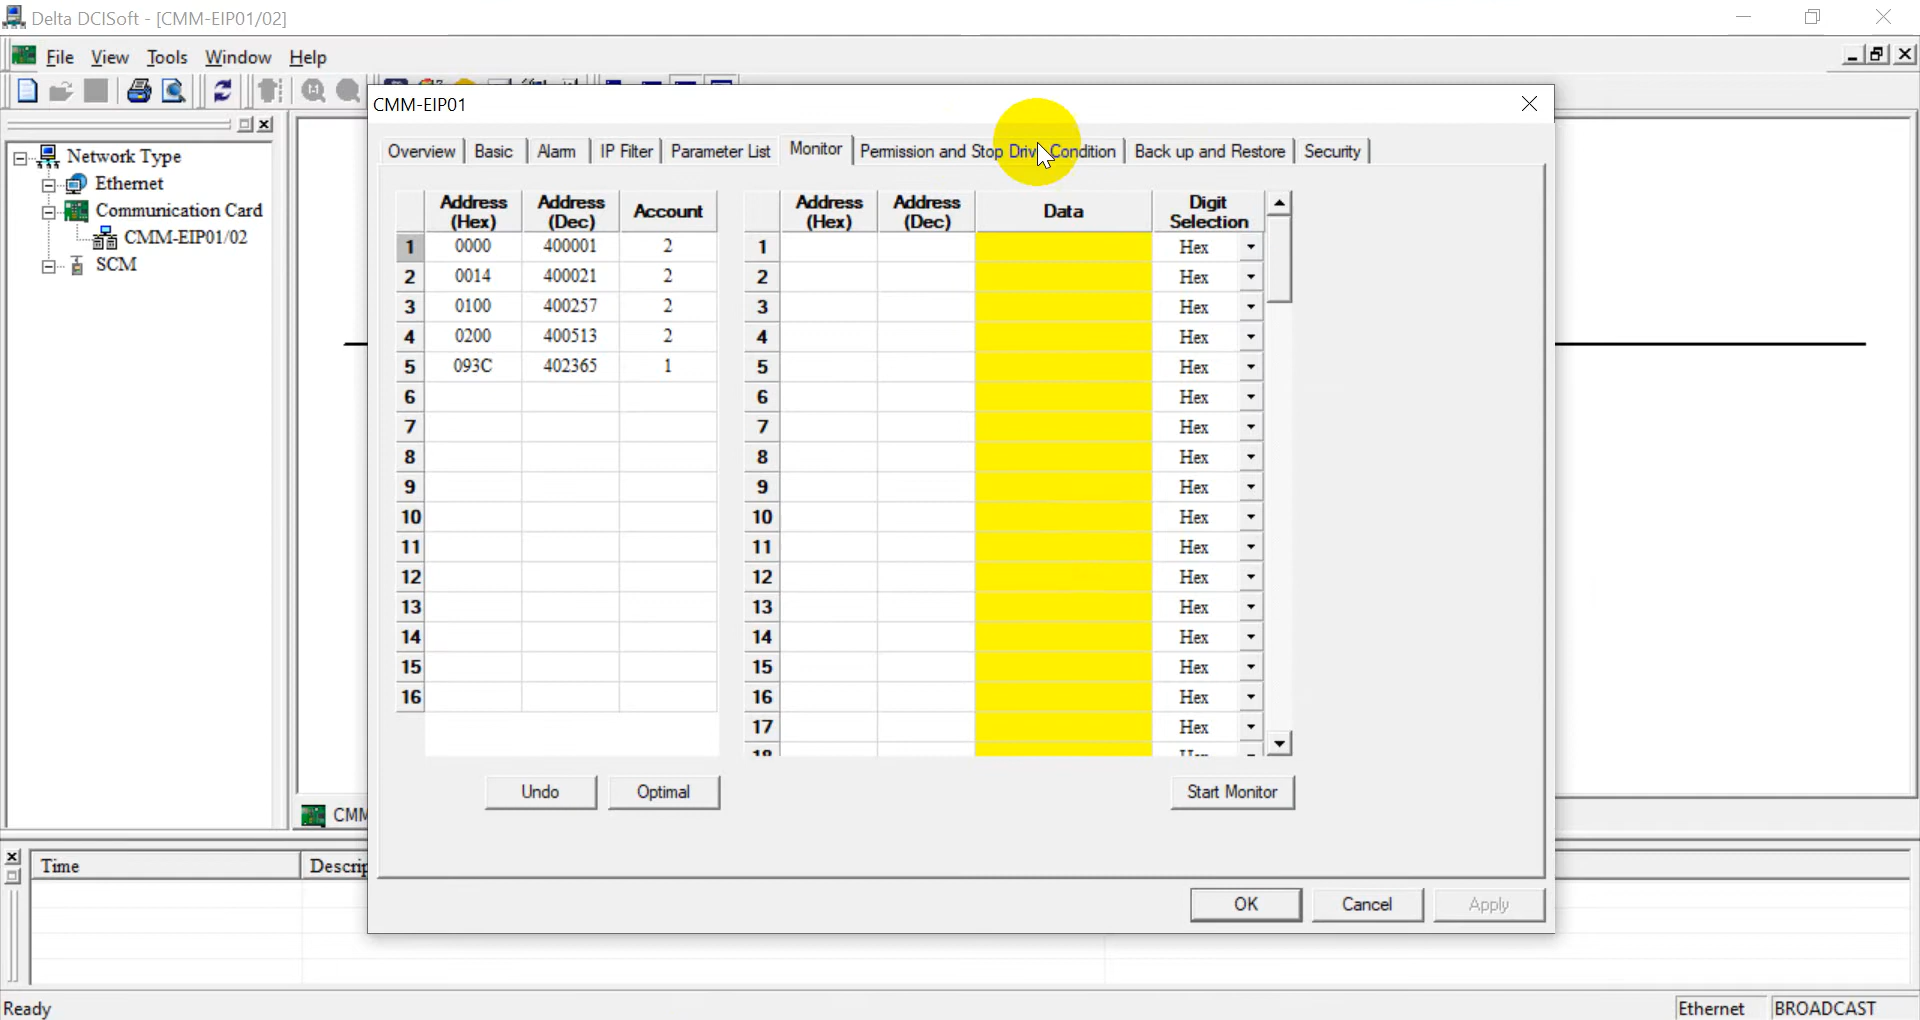 Delta DCISoft - [CMM-EIP01/02]
File View Tools Window Help
Network Type
Ethernet
Communication Card
CMM-EIP01/02
SCM
CMM-EIP01
Overview Basic Alarm IP Filter Parameter List Monitor Permission and Stop Drive Condition Back up and Restore Security
Address (Hex) Address (Dec) Account
1 0000 400001 2
2 0014 400021 2
3 0100 400257 2
4 0200 400513 2
5 093C 402365 1
6
7
8
9
10
11
12
13
14
15
16
Undo Optimal
Address (Hex) Address (Dec) Data Digit Selection
1 Hex
2 Hex
3 Hex
4 Hex
5 Hex
6 Hex
7 Hex
8 Hex
9 Hex
10 Hex
11 Hex
12 Hex
13 Hex
14 Hex
15 Hex
16 Hex
17 Hex
18 Hex
Start Monitor
OK Cancel Apply
CMM
Time Descrip
Ready Ethernet BROADCAST